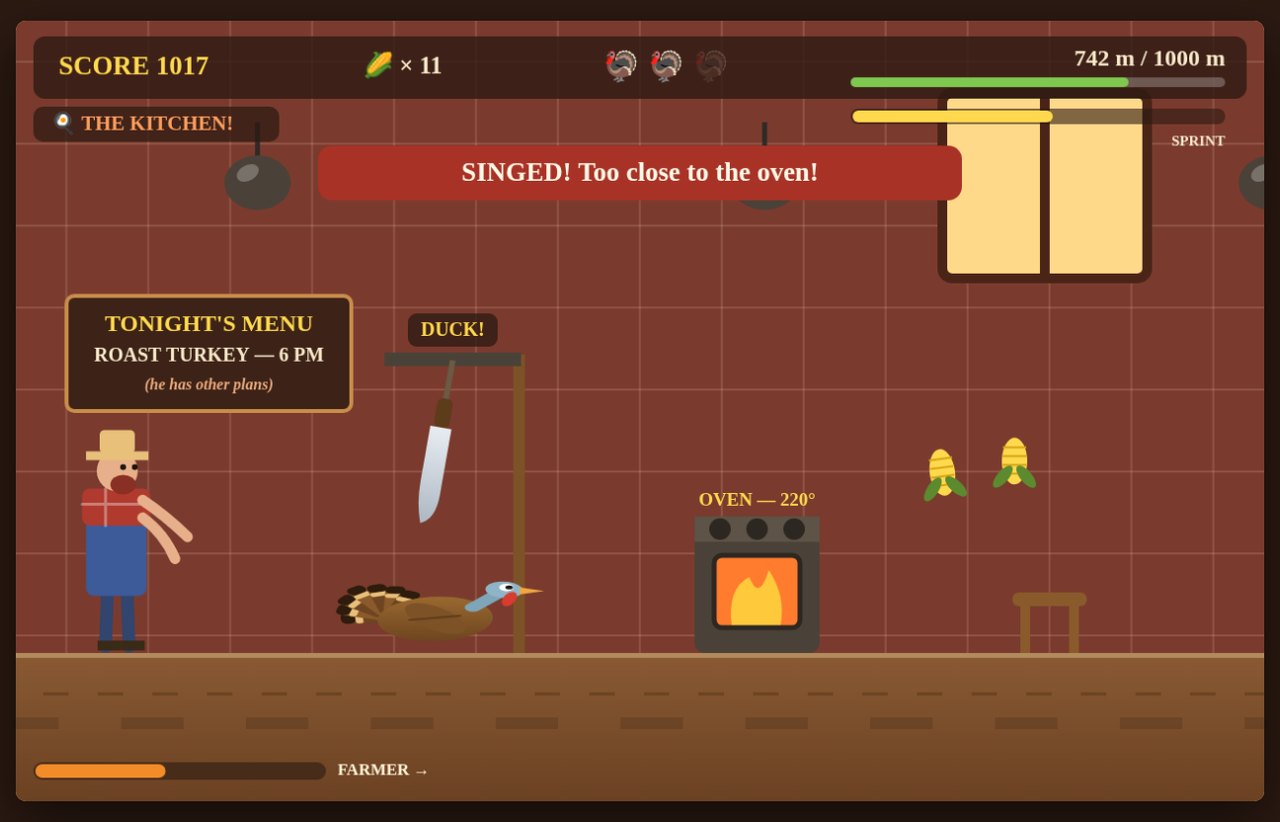 SCORE 1017
× 11
742 m / 1000 m
THE KITCHEN!
SPRINT
SINGED! Too close to the oven!
TONIGHT'S MENU
ROAST TURKEY — 6 PM
(he has other plans)
DUCK!
OVEN — 220°
FARMER →